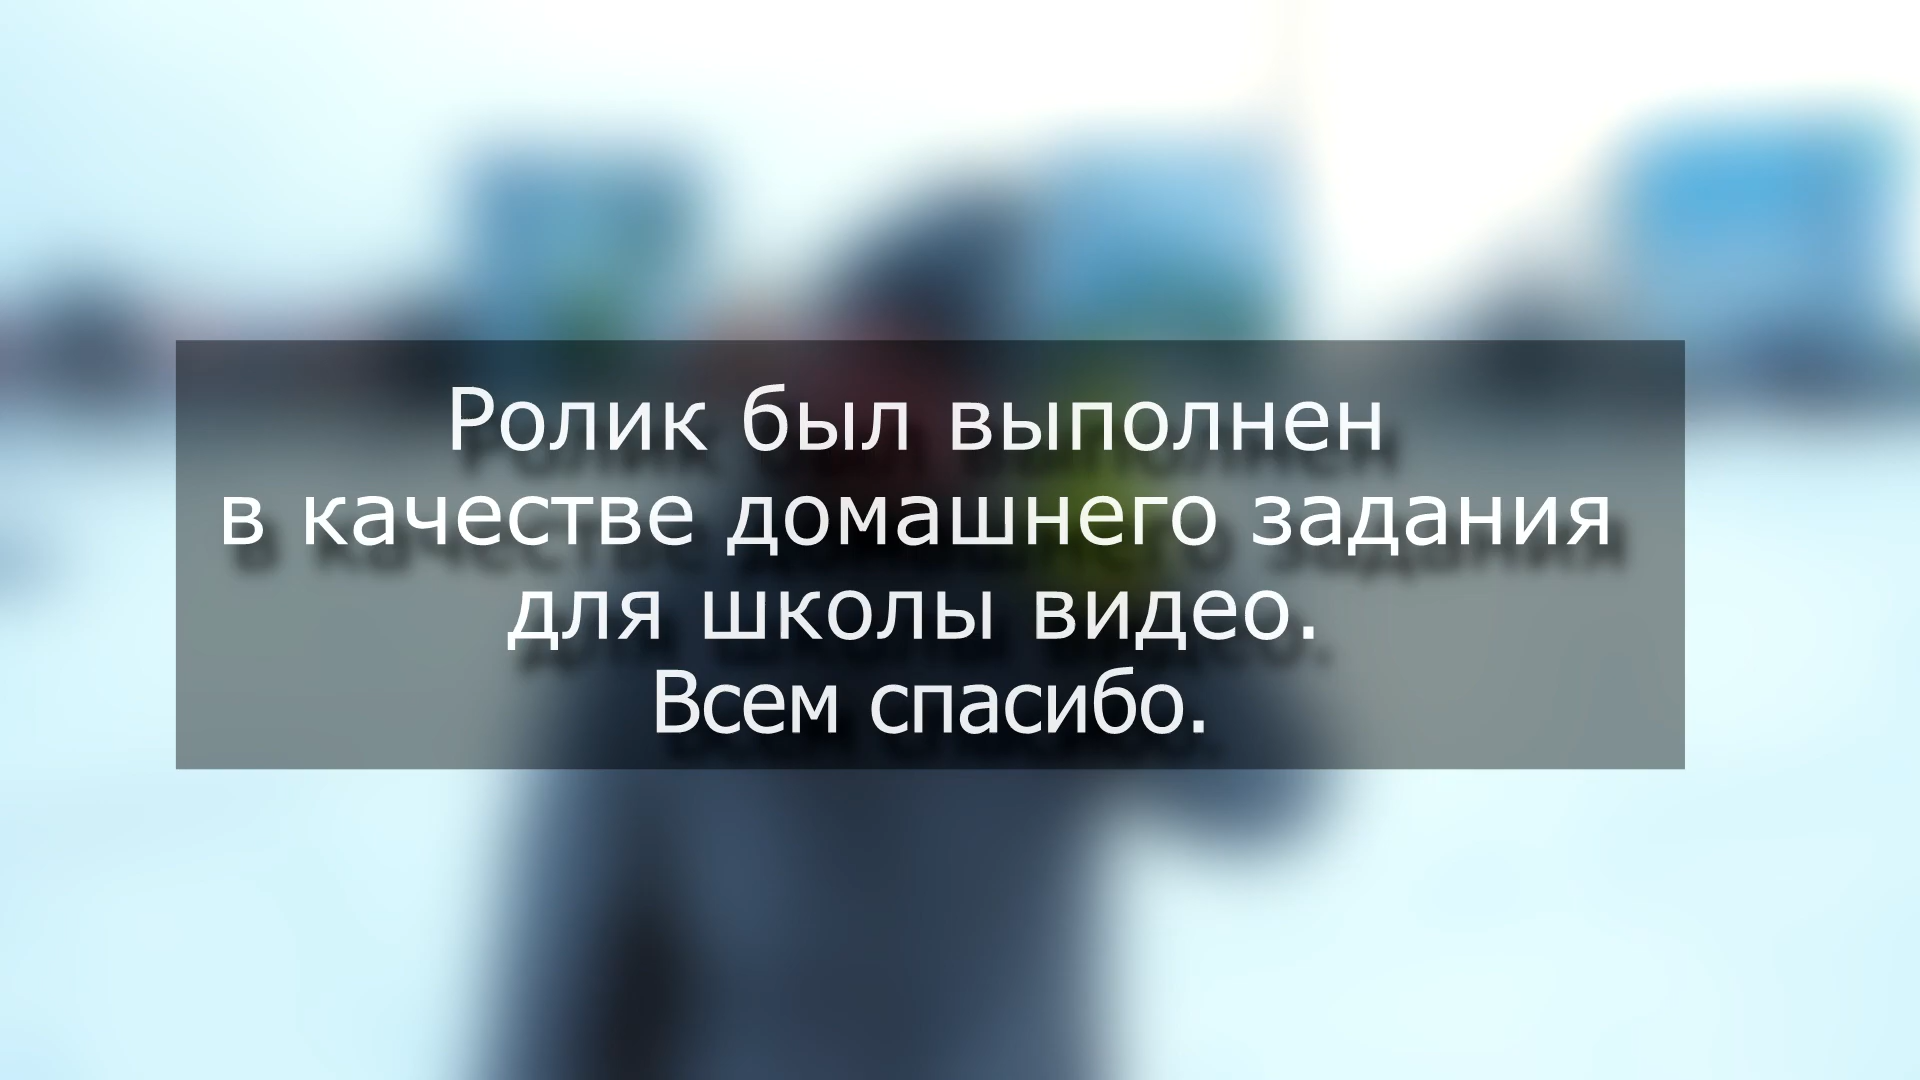 Ролик был выполнен
в качестве домашнего задания
для школы видео.
Всем спасибо.